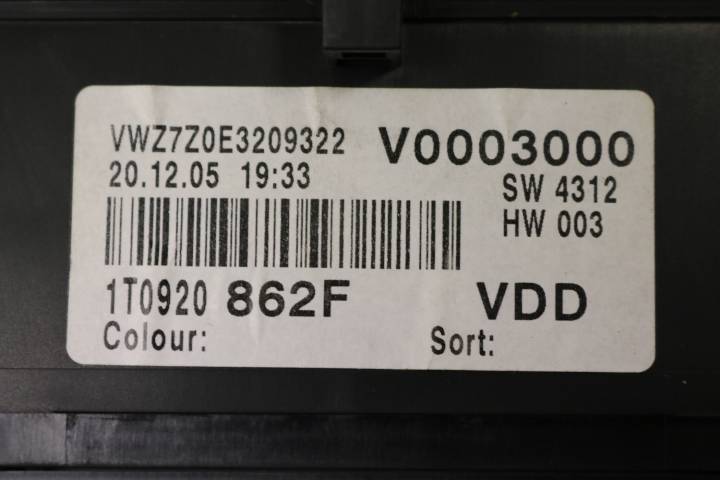 VWZ7Z0E3209322 V0003000
20.12.05 19:33 SW 4312
HW 003
1T0920 862F VDD
Colour: Sort: